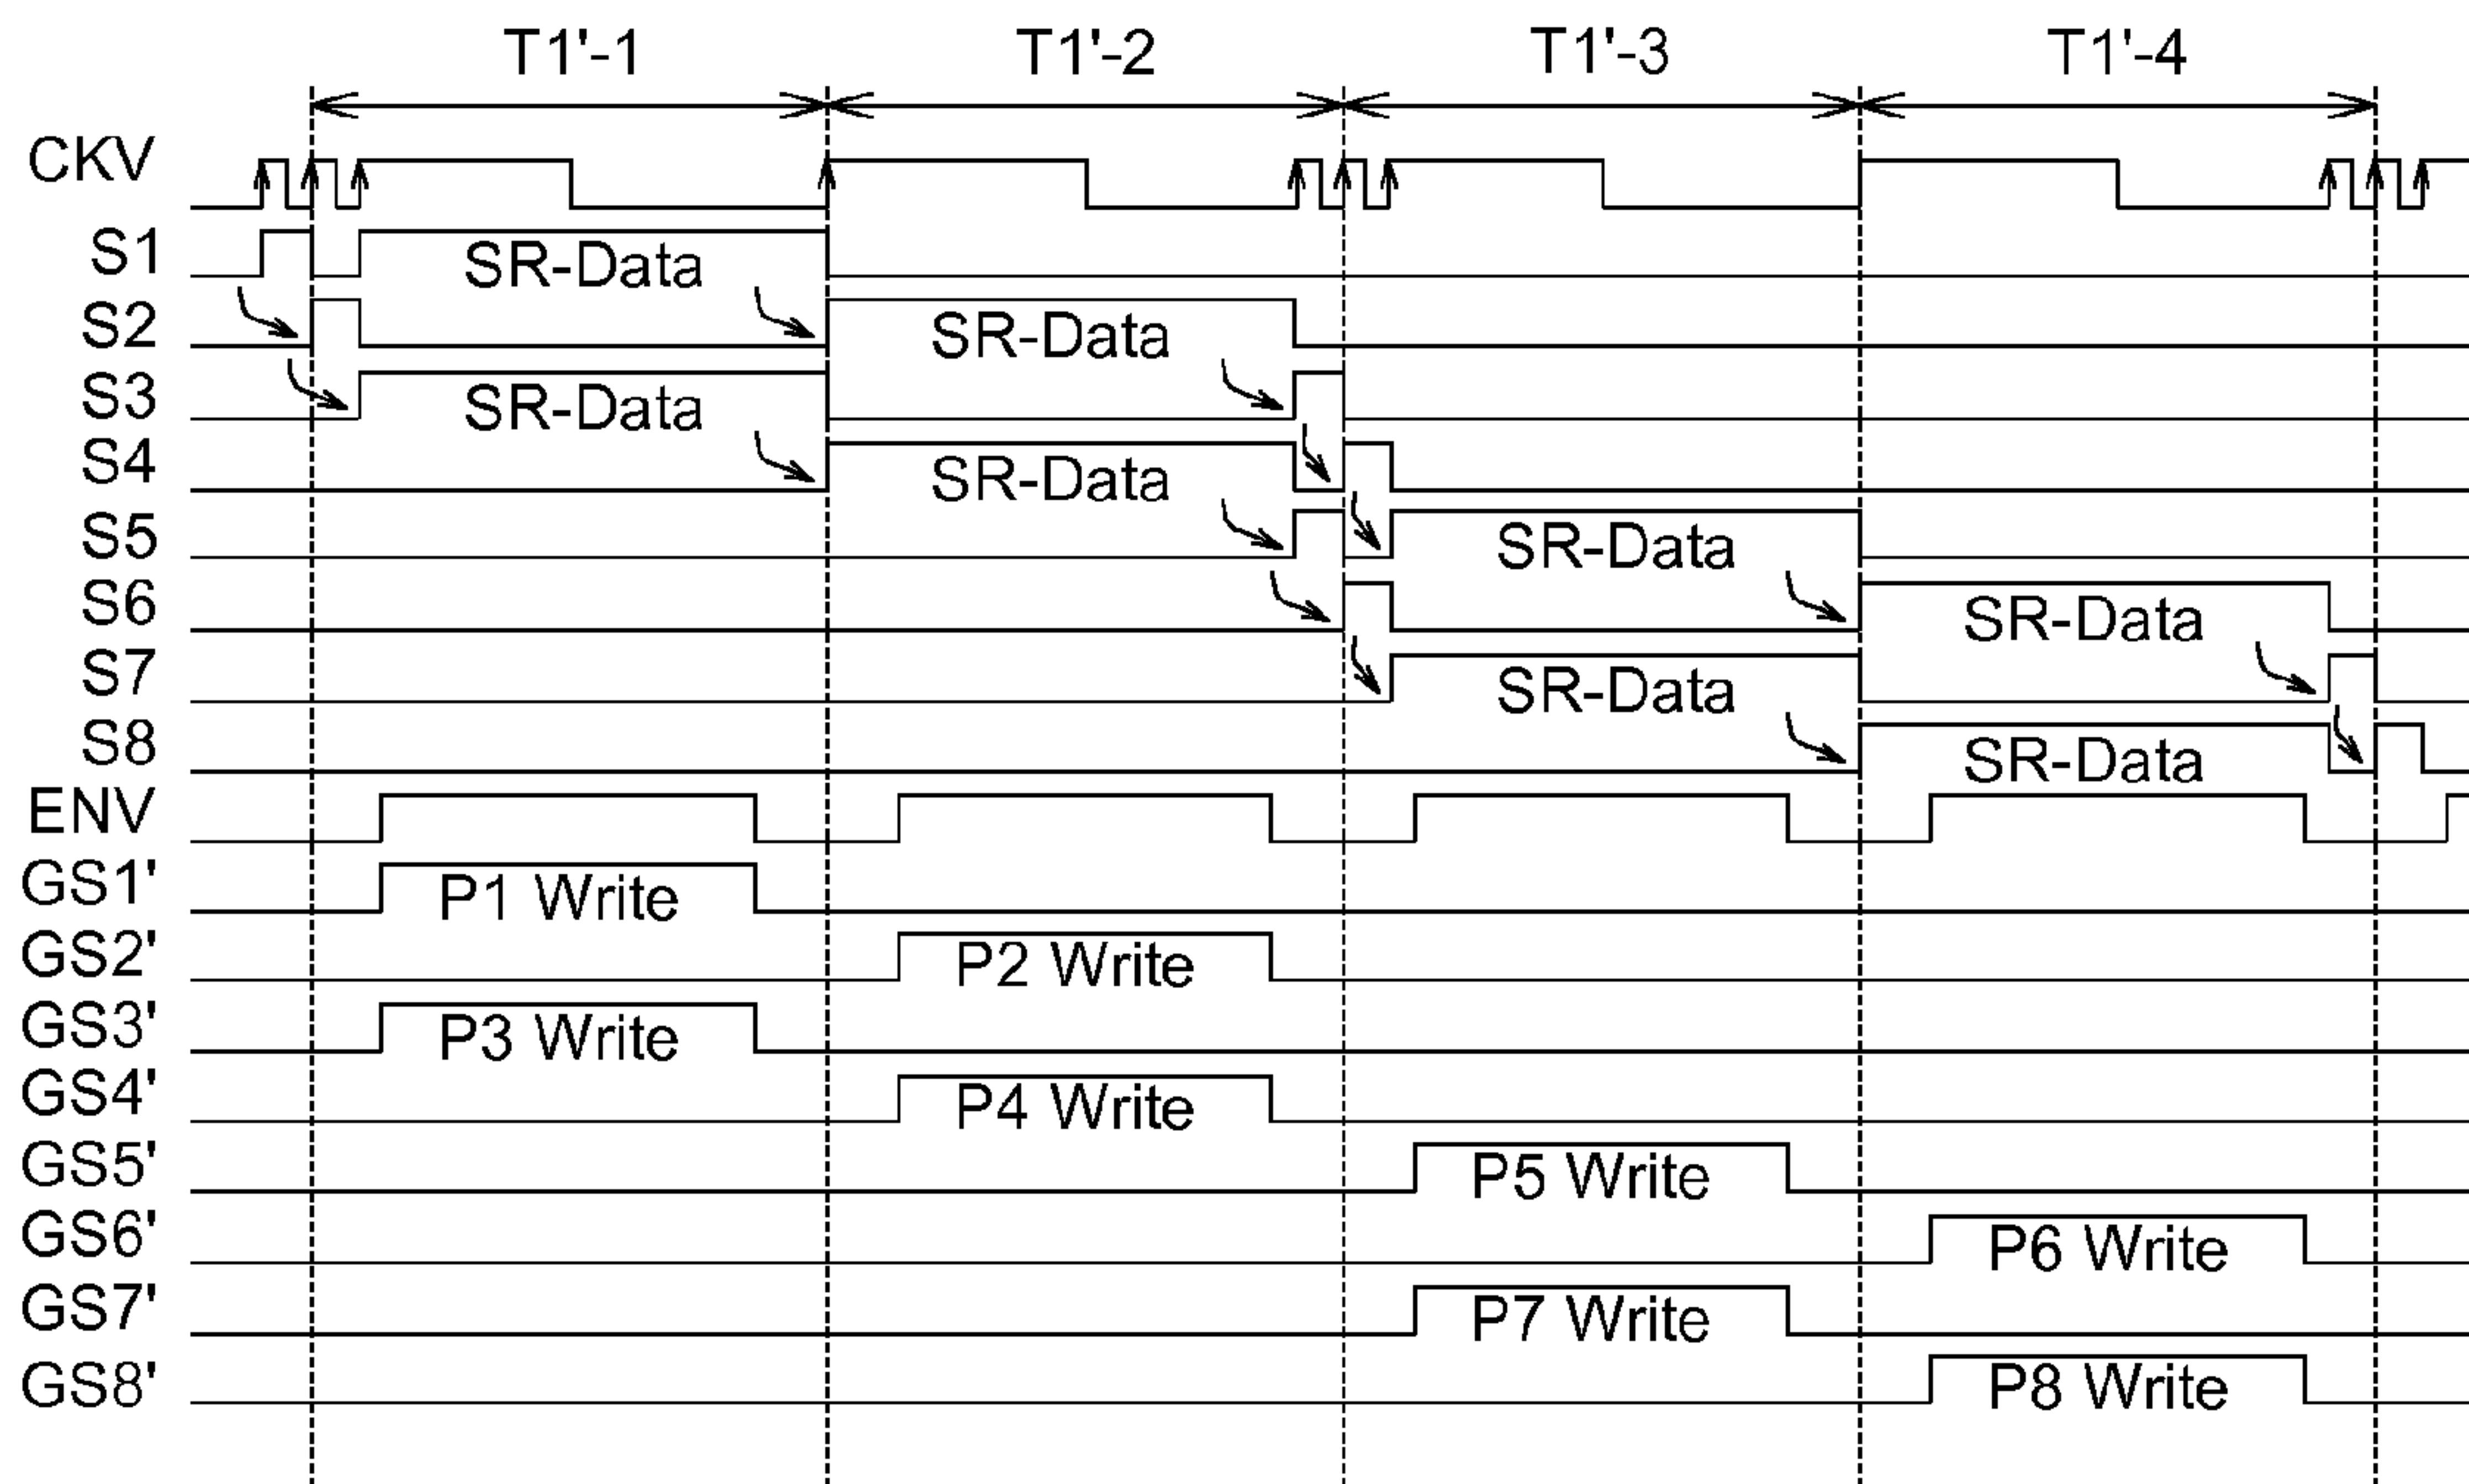 T1'-1 T1'-2 T1'-3 T1'-4
CKV
S1 SR-Data
S2 SR-Data
S3 SR-Data
S4 SR-Data
S5 SR-Data
S6 SR-Data
S7 SR-Data
S8 SR-Data
ENV
GS1' P1 Write
GS2' P2 Write
GS3' P3 Write
GS4' P4 Write
GS5' P5 Write
GS6' P6 Write
GS7' P7 Write
GS8' P8 Write